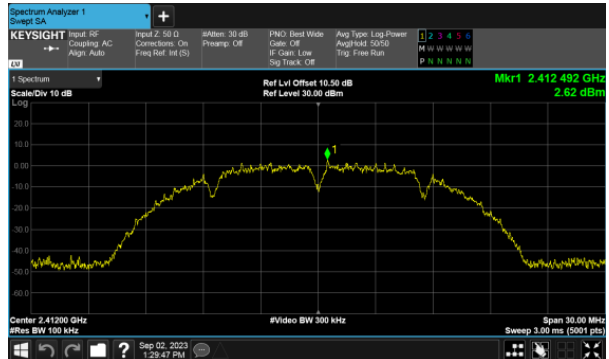 Spectrum Analyzer 1
Swept SA
KEYSIGHT
Input: RF
Coupling: AC
Align: Auto
Input Z: 50 Ω
Corrections: On
Freq Ref: Int (S)
#Atten: 30 dB
Preamp: Off
PNO: Best Wide
Gate: Off
IF Gain: Low
Sig Track: Off
Avg Type: Log-Power
Avg|Hold: 50/50
Trig: Free Run
1 2 3 4 5 6
M W W W W W
P N N N N N
1 Spectrum
Scale/Div 10 dB
Log
Ref Lvl Offset 10.50 dB
Ref Level 30.00 dBm
Mkr1 2.412 492 GHz
2.62 dBm
20.0
10.0
0.00
-10.0
-20.0
-30.0
-40.0
-50.0
-60.0
1
Center 2.41200 GHz
#Res BW 100 kHz
#Video BW 300 kHz
Span 30.00 MHz
Sweep 3.00 ms (5001 pts)
?
Sep 02, 2023
1:29:47 PM